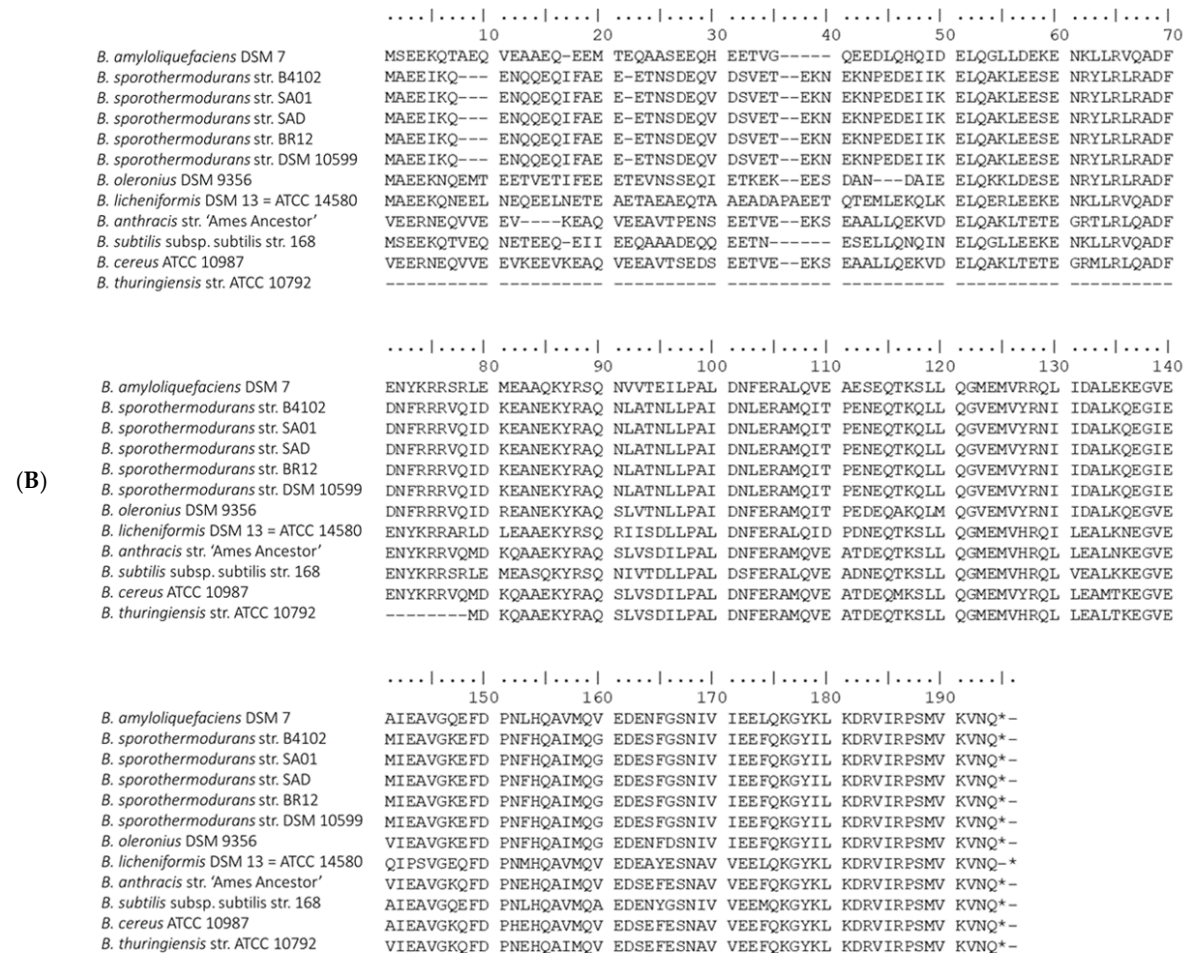 ....|....|....|....|....|....|....|....|....|....|....|....|....|....|
10 20 30 40 50 60 70
B. amyloliquefaciens DSM 7 MSEEKQTAEQ VEAAEQ-EEM TEQAASEEQH EETVG----- QEEDLQHQID ELQGLLDEKE NKLLRVQADF
B. sporothermodurans str. B4102 MAEEIKQ--- ENQQEQIFAE E-ETNSDEQV DSVET--EKN EKNPEDEIIK ELQAKLEESE NRYLRLRADF
B. sporothermodurans str. SA01 MAEEIKQ--- ENQQEQIFAE E-ETNSDEQV DSVET--EKN EKNPEDEIIK ELQAKLEESE NRYLRLRADF
B. sporothermodurans str. SAD MAEEIKQ--- ENQQEQIFAE E-ETNSDEQV DSVET--EKN EKNPEDEIIK ELQAKLEESE NRYLRLRADF
B. sporothermodurans str. BR12 MAEEIKQ--- ENQQEQIFAE E-ETNSDEQV DSVET--EKN EKNPEDEIIK ELQAKLEESE NRYLRLRADF
B. sporothermodurans str. DSM 10599 MAEEIKQ--- ENQQEQIFAE E-ETNSDEQV DSVET--EKN EKNPEDEIIK ELQAKLEESE NRYLRLRADF
B. oleronius DSM 9356 MAEEKNQEMT EETVETIFEE ETEVNSSEQI ETKEK--EES DAN---DAIE ELQKKLEESE NRYLRLRADF
B. licheniformis DSM 13 = ATCC 14580 MAEEKQNEEL NEQEELNETE AETAEAEQTA AEADAPAEET QTEMLEKQLK ELQERLEEKE NKLLRVQADF
B. anthracis str. ‘Ames Ancestor’ VEERNEQVVE EV----KEAQ VEEAVTPENS EETVE--EKS EAALLQEKVD ELQAKLTETE GRTLRLQADF
B. subtilis subsp. subtilis str. 168 MSEEKQTVEQ NETEEQ-EII EEQAAADEQQ EETN------ ESELLQNQIN ELQGLLEEKE NKLLRVQADF
B. cereus ATCC 10987 VEERNEQVVE EVKEEVKEAQ VEEAVTSEDS EETVE--EKS EAALLQEKVD ELQAKLTETE GRMLRLQADF
B. thuringiensis str. ATCC 10792 ---------- ---------- ---------- ---------- ---------- ---------- ----------
....|....|....|....|....|....|....|....|....|....|....|....|....|....|
80 90 100 110 120 130 140
B. amyloliquefaciens DSM 7 ENYKRRSRLE MEAAQKYRSQ NVVTEILPAL DNFERALQVE AESEQTKSLL QGMEMVRRQL IDALEKEGVE
B. sporothermodurans str. B4102 DNFRRRVQID KEANEKYRAQ NLATNLLPAI DNLERAMQIT PENEQTKQLL QGVEMVYRNI IDALKQEGIE
B. sporothermodurans str. SA01 DNFRRRVQID KEANEKYRAQ NLATNLLPAI DNLERAMQIT PENEQTKQLL QGVEMVYRNI IDALKQEGIE
B. sporothermodurans str. SAD DNFRRRVQID KEANEKYRAQ NLATNLLPAI DNLERAMQIT PENEQTKQLL QGVEMVYRNI IDALKQEGIE
B. sporothermodurans str. BR12 DNFRRRVQID KEANEKYRAQ NLATNLLPAI DNLERAMQIT PENEQTKQLL QGVEMVYRNI IDALKQEGIE
(B)
B. sporothermodurans str. DSM 10599 DNFRRRVQID KEANEKYRAQ NLATNLLPAI DNLERAMQIT PENEQTKQLL QGVEMVYRNI IDALKQEGIE
B. oleronius DSM 9356 DNFRRRVQID REANEKYKAQ SLVTNLLPAI DNFERAMQIT PEDEQAKQLM QGVEMVYRNI IDALKQEGVE
B. licheniformis DSM 13 = ATCC 14580 ENYKRRARLD LEAAEKYRSQ RIISDLLPAL DNFERALQID PDNEQTKSLL QGMEMVHRQI LEALKNEGVE
B. anthracis str. ‘Ames Ancestor’ ENYKRRVQMD KQAAEKYRAQ SLVSDILPAL DNFERAMQVE ATDEQTKSLL QGMEMVHRQL LEALNKEGVE
B. subtilis subsp. subtilis str. 168 ENYKRRSRLE MEASQKYRSQ NIVTDLLPAL DSFERALQVE ADNEQTKSLL QGMEMVHRQL VEALKKEGVE
B. cereus ATCC 10987 ENYKRRVQMD KQAAEKYRAQ SLVSDILPAL DNFERAMQVE ATDEQMKSLL QGMEMVYRQL LEAMTKEGVE
B. thuringiensis str. ATCC 10792 --------MD KQAAEKYRAQ SLVSDILPAL DNFERAMQVE ATDEQTKSLL QGMEMVHRQL LEALTKEGVE
....|....|....|....|....|....|....|....|....|....|....|.
150 160 170 180 190
B. amyloliquefaciens DSM 7 AIEAVGQEFD PNLHQAVMQV EDENFGSNIV IEELQKGYKL KDRVIRPSMV KVNQ*-
B. sporothermodurans str. B4102 MIEAVGKEFD PNFHQAIMQG EDESFGSNIV IEEFQKGYIL KDRVIRPSMV KVNQ*-
B. sporothermodurans str. SA01 MIEAVGKEFD PNFHQAIMQG EDESFGSNIV IEEFQKGYIL KDRVIRPSMV KVNQ*-
B. sporothermodurans str. SAD MIEAVGKEFD PNFHQAIMQG EDESFGSNIV IEEFQKGYIL KDRVIRPSMV KVNQ*-
B. sporothermodurans str. BR12 MIEAVGKEFD PNFHQAIMQG EDESFGSNIV IEEFQKGYIL KDRVIRPSMV KVNQ*-
B. sporothermodurans str. DSM 10599 MIEAVGKEFD PNFHQAIMQG EDESFGSNIV IEEFQKGYIL KDRVIRPSMV KVNQ*-
B. oleronius DSM 9356 VIEAVGKEFD PNFHQAIMQG EDENFDSNIV IEEFQKGYIL KDRVIRPSMV KVNQ*-
B. licheniformis DSM 13 = ATCC 14580 QIPSVGEQFD PNMHQAVMQV EDEAYESNAV VEELQKGYKL KDRVIRPSMV KVNQ-*
B. anthracis str. ‘Ames Ancestor’ VIEAVGKQFD PNEHQAIMQV EDSEFESNAV VEEFQKGYKL KDRVIRPSMV KVNQ*-
B. subtilis subsp. subtilis str. 168 AIEAVGQEFD PNLHQAVMQA EDENYGSNIV VEEMQKGYKL KDRVIRPSMV KVNQ*-
B. cereus ATCC 10987 AIEAVGKQFD PHEHQAVMQV EDSEFESNAV VEEFQKGYKL KDRVIRPSMV KVNQ*-
B. thuringiensis str. ATCC 10792 VIEAVGKQFD PNEHQAIMQV EDSEFESNAV VEEFQKGYKL KDRVIRPSMV KVNQ*-